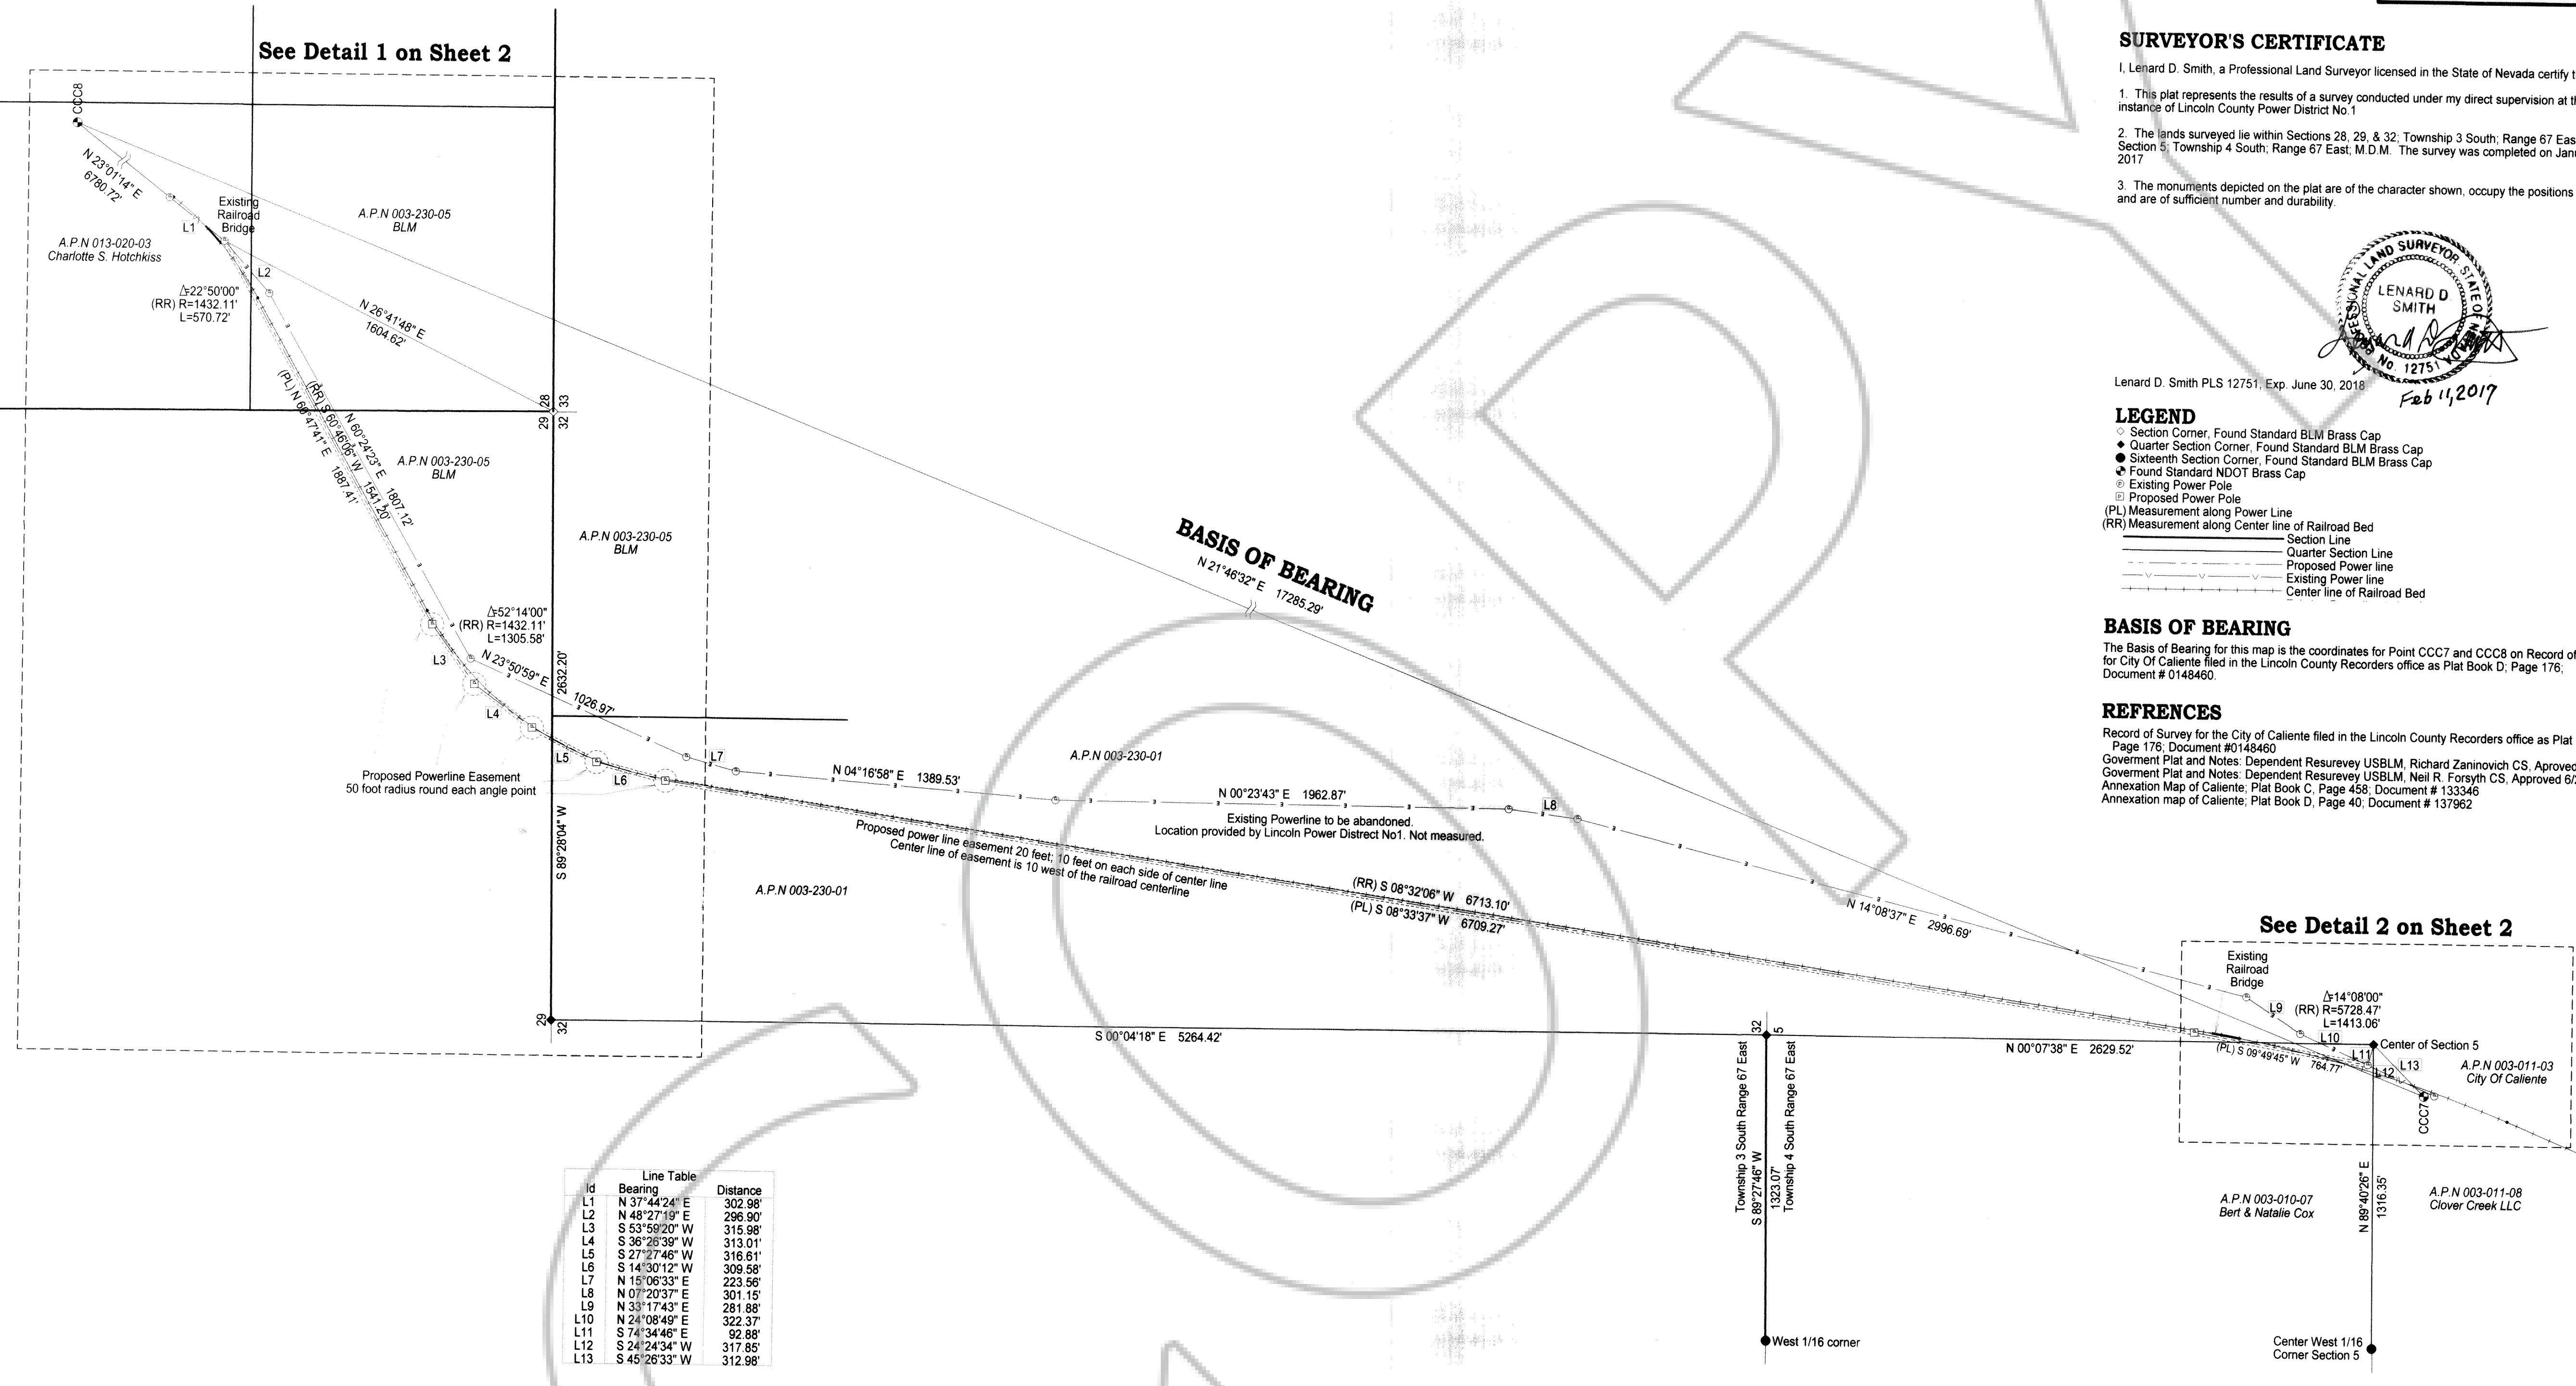 See Detail 1 on Sheet 2
CCC8
N 23°01'14" E
6780.72'
L1
Existing
Railroad
Bridge
A.P.N 003-230-05
BLM
A.P.N 013-020-03
Charlotte S. Hotchkiss
L2
Δ=22°50'00"
(RR) R=1432.11'
L=570.72'
N 26°41'48" E
1604.62'
(PL) N 60°47'41" E 1887.41'
(RR) S 60°46'06" W 1541.20'
N 60°24'23" E 1807.12'
28 33
29 32
A.P.N 003-230-05
BLM
A.P.N 003-230-05
BLM
Δ=52°14'00"
(RR) R=1432.11'
L=1305.58'
L3
N 23°50'59" E 1026.97'
2632.20'
S 89°28'04" W
L4
L5
L6
L7
Proposed Powerline Easement
50 foot radius round each angle point
BASIS OF BEARING
N 21°46'32" E 17285.29'
A.P.N 003-230-01
N 04°16'58" E 1389.53'
N 00°23'43" E 1962.87'
L8
Existing Powerline to be abandoned.
Location provided by Lincoln Power Distrect No1. Not measured.
Proposed power line easement 20 feet; 10 feet on each side of center line
Center line of easement is 10 west of the railroad centerline
A.P.N 003-230-01
(RR) S 08°32'06" W 6713.10'
(PL) S 08°33'37" W 6709.27'
N 14°08'37" E 2996.69'
29
32
S 00°04'18" E 5264.42'
32
5
N 00°07'38" E 2629.52'
Township 3 South Range 67 East
S 89°27'46" W
1323.07'
Township 4 South Range 67 East
West 1/16 corner
See Detail 2 on Sheet 2
Existing
Railroad
Bridge
L9
Δ=14°08'00"
(RR) R=5728.47'
L=1413.06'
L10
(PL) S 09°49'45" W 764.77'
L11
L12
L13
Center of Section 5
CCC7
A.P.N 003-011-03
City Of Caliente
N 89°40'26" E
1316.35'
A.P.N 003-010-07
Bert & Natalie Cox
A.P.N 003-011-08
Clover Creek LLC
Center West 1/16
Corner Section 5
Line Table
Id Bearing Distance
L1 N 37°44'24" E 302.98'
L2 N 48°27'19" E 296.90'
L3 S 53°59'20" W 315.98'
L4 S 36°26'39" W 313.01'
L5 S 27°27'46" W 316.61'
L6 S 14°30'12" W 309.58'
L7 N 15°06'33" E 223.56'
L8 N 07°20'37" E 301.15'
L9 N 33°17'43" E 281.88'
L10 N 24°08'49" E 322.37'
L11 S 74°34'46" E 92.88'
L12 S 24°24'34" W 317.85'
L13 S 45°26'33" W 312.98'
SURVEYOR'S CERTIFICATE
I, Lenard D. Smith, a Professional Land Surveyor licensed in the State of Nevada certify
1. This plat represents the results of a survey conducted under my direct supervision at
instance of Lincoln County Power District No.1
2. The lands surveyed lie within Sections 28, 29, & 32; Township 3 South; Range 67
Section 5; Township 4 South; Range 67 East; M.D.M. The survey was completed on
2017
3. The monuments depicted on the plat are of the character shown, occupy the positions
and are of sufficient number and durability.
PROFESSIONAL LAND SURVEYOR STATE OF NEVADA
LENARD D
SMITH
No. 12751
Lenard D. Smith PLS 12751, Exp. June 30, 2018
Feb 11, 2017
LEGEND
Section Corner, Found Standard BLM Brass Cap
Quarter Section Corner, Found Standard BLM Brass Cap
Sixteenth Section Corner, Found Standard BLM Brass Cap
Found Standard NDOT Brass Cap
Existing Power Pole
Proposed Power Pole
(PL) Measurement along Power Line
(RR) Measurement along Center line of Railroad Bed
Section Line
Quarter Section Line
Proposed Power line
Existing Power line
Center line of Railroad Bed
BASIS OF BEARING
The Basis of Bearing for this map is the coordinates for Point CCC7 and CCC8 on Record of
for City Of Caliente filed in the Lincoln County Recorders office as Plat Book D; Page 176;
Document # 0148460.
REFRENCES
Record of Survey for the City of Caliente filed in the Lincoln County Recorders office as Plat
Page 176; Document #0148460
Goverment Plat and Notes: Dependent Resurevey USBLM, Richard Zaninovich CS, Aproved
Goverment Plat and Notes: Dependent Resurevey USBLM, Neil R. Forsyth CS, Approved 6/
Annexation Map of Caliente; Plat Book C, Page 458; Document # 133346
Annexation map of Caliente; Plat Book D, Page 40; Document # 137962
COPY